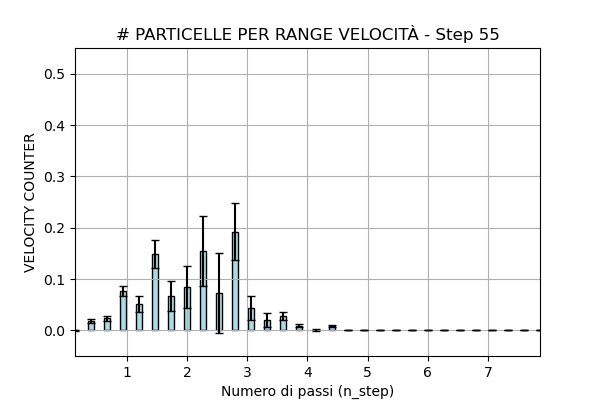 # PARTICELLE PER RANGE VELOCITÀ - Step 55
VELOCITY COUNTER
0.5
0.4
0.3
0.2
0.1
0.0
1 2 3 4 5 6 7
Numero di passi (n_step)